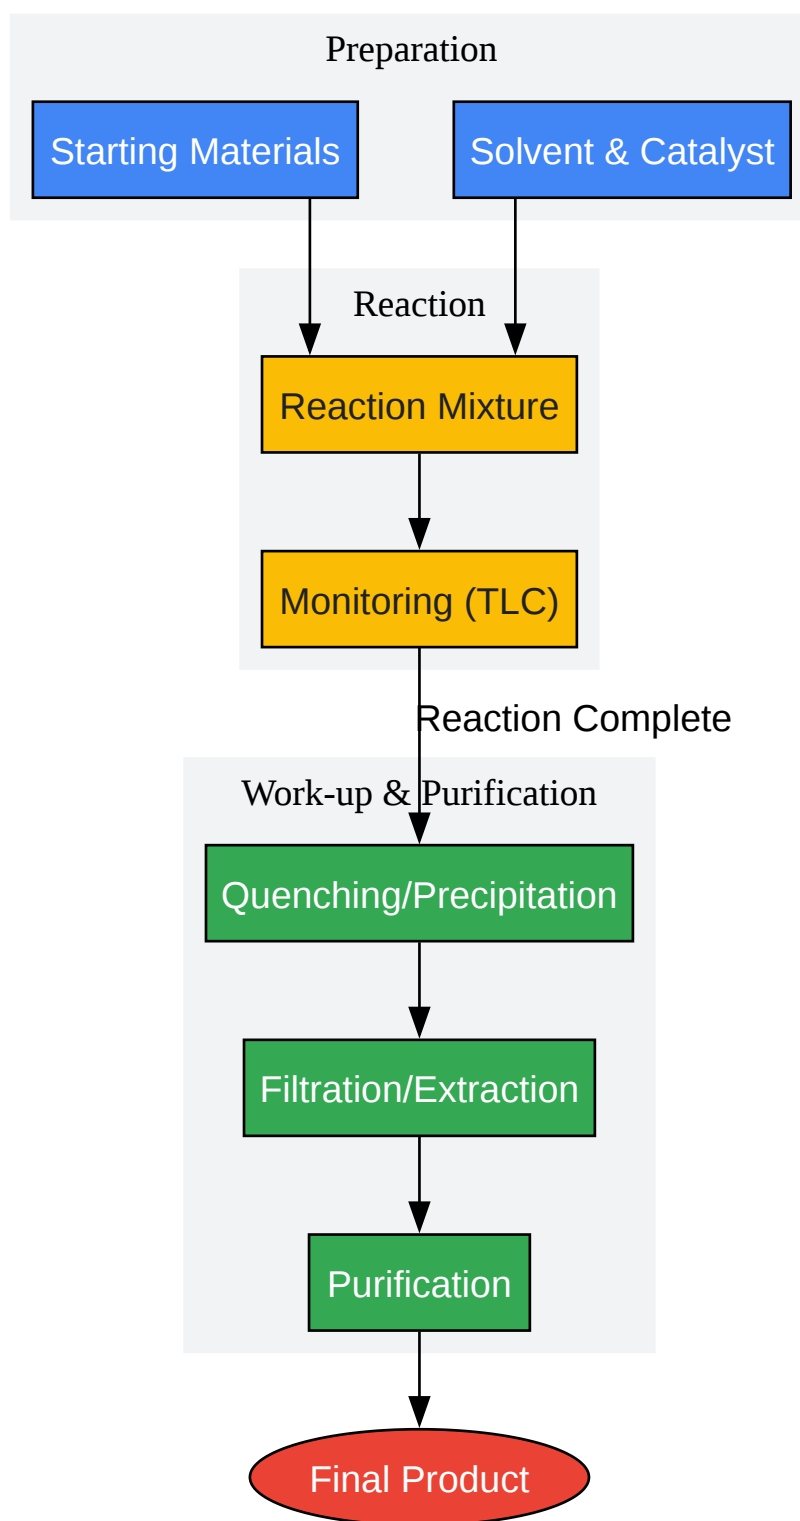 Preparation
Starting Materials
Solvent & Catalyst
Reaction
Reaction Mixture
Monitoring (TLC)
Reaction Complete
Work-up & Purification
Quenching/Precipitation
Filtration/Extraction
Purification
Final Product